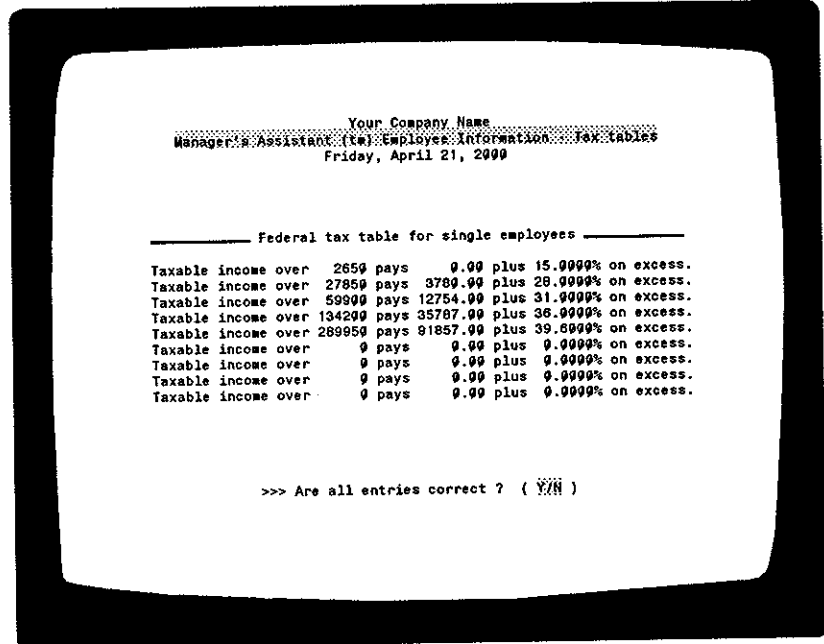 Your Company Name
Manager's Assistant (tm) Employee Information - Tax tables
Friday, April 21, 2000
Federal tax table for single employees
Taxable income over 2650 pays 0.00 plus 15.0000% on excess.
Taxable income over 27850 pays 3780.00 plus 28.0000% on excess.
Taxable income over 59900 pays 12754.00 plus 31.0000% on excess.
Taxable income over 134200 pays 35787.00 plus 36.0000% on excess.
Taxable income over 289950 pays 91857.00 plus 39.6000% on excess.
Taxable income over 0 pays 0.00 plus 0.0000% on excess.
Taxable income over 0 pays 0.00 plus 0.0000% on excess.
Taxable income over 0 pays 0.00 plus 0.0000% on excess.
Taxable income over 0 pays 0.00 plus 0.0000% on excess.
>>> Are all entries correct ? ( Y/N )